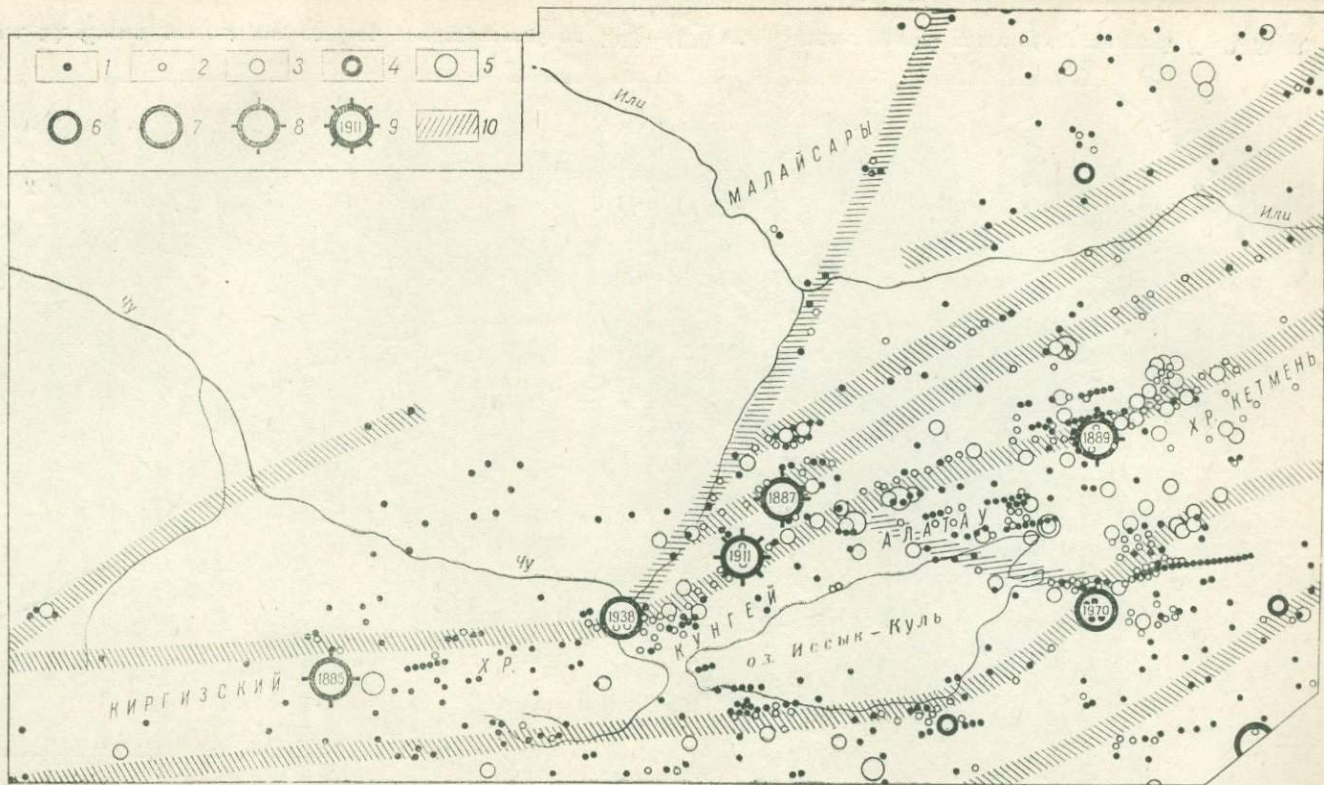 1 2 3 4 5
6 7 8 1911 9 10
Или
МАЛАЙСАРЫ
Или
Чу
ХР. КЕТМЕНЬ
1889
1887
АЛАТАУ
1911
Чу
1938
КУНГЕЙ
1970
оз. Иссык-Куль
КИРГИЗСКИЙ ХР.
1885